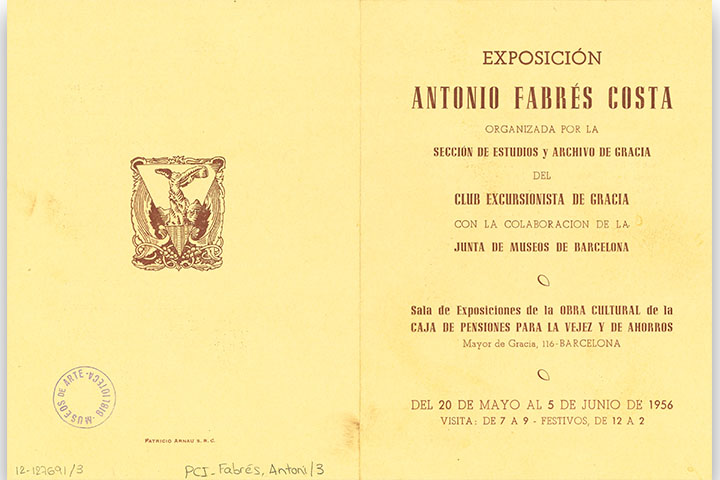 EXPOSICIÓN
ANTONIO FABRÉS COSTA
ORGANIZADA POR LA
SECCIÓN DE ESTUDIOS y ARCHIVO DE GRACIA
DEL
CLUB EXCURSIONISTA DE GRACIA
CON LA COLABORACION DE LA
JUNTA DE MUSEOS DE BARCELONA
Sala de Exposiciones de la OBRA CULTURAL de la
CAJA DE PENSIONES PARA LA VEJEZ Y DE AHORROS
Mayor de Gracia, 116-BARCELONA
DEL 20 DE MAYO AL 5 DE JUNIO DE 1956
VISITA: DE 7 A 9 - FESTIVOS, DE 12 A 2
MUSEOS DE ARTE · BIBLIOTECA ·
PATRICIO ARNAU S. R. C.
12-127691/3
PCI-Fabrés, Antoni/3